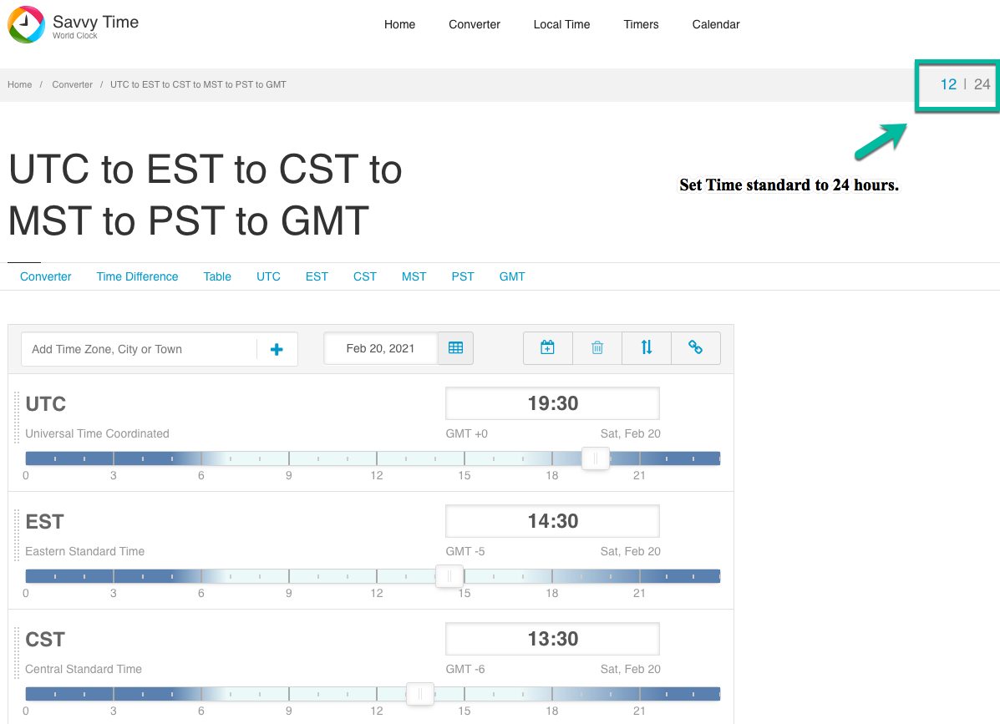 Savvy Time
World Clock
Home Converter Local Time Timers Calendar
Home / Converter / UTC to EST to CST to MST to PST to GMT
12 | 24
Set Time standard to 24 hours.
UTC to EST to CST to
MST to PST to GMT
Converter Time Difference Table UTC EST CST MST PST GMT
Add Time Zone, City or Town
Feb 20, 2021
UTC
19:30
Universal Time Coordinated
GMT +0
Sat, Feb 20
0 3 6 9 12 15 18 21
EST
14:30
Eastern Standard Time
GMT -5
Sat, Feb 20
0 3 6 9 12 15 18 21
CST
13:30
Central Standard Time
GMT -6
Sat, Feb 20
0 3 6 9 12 15 18 21